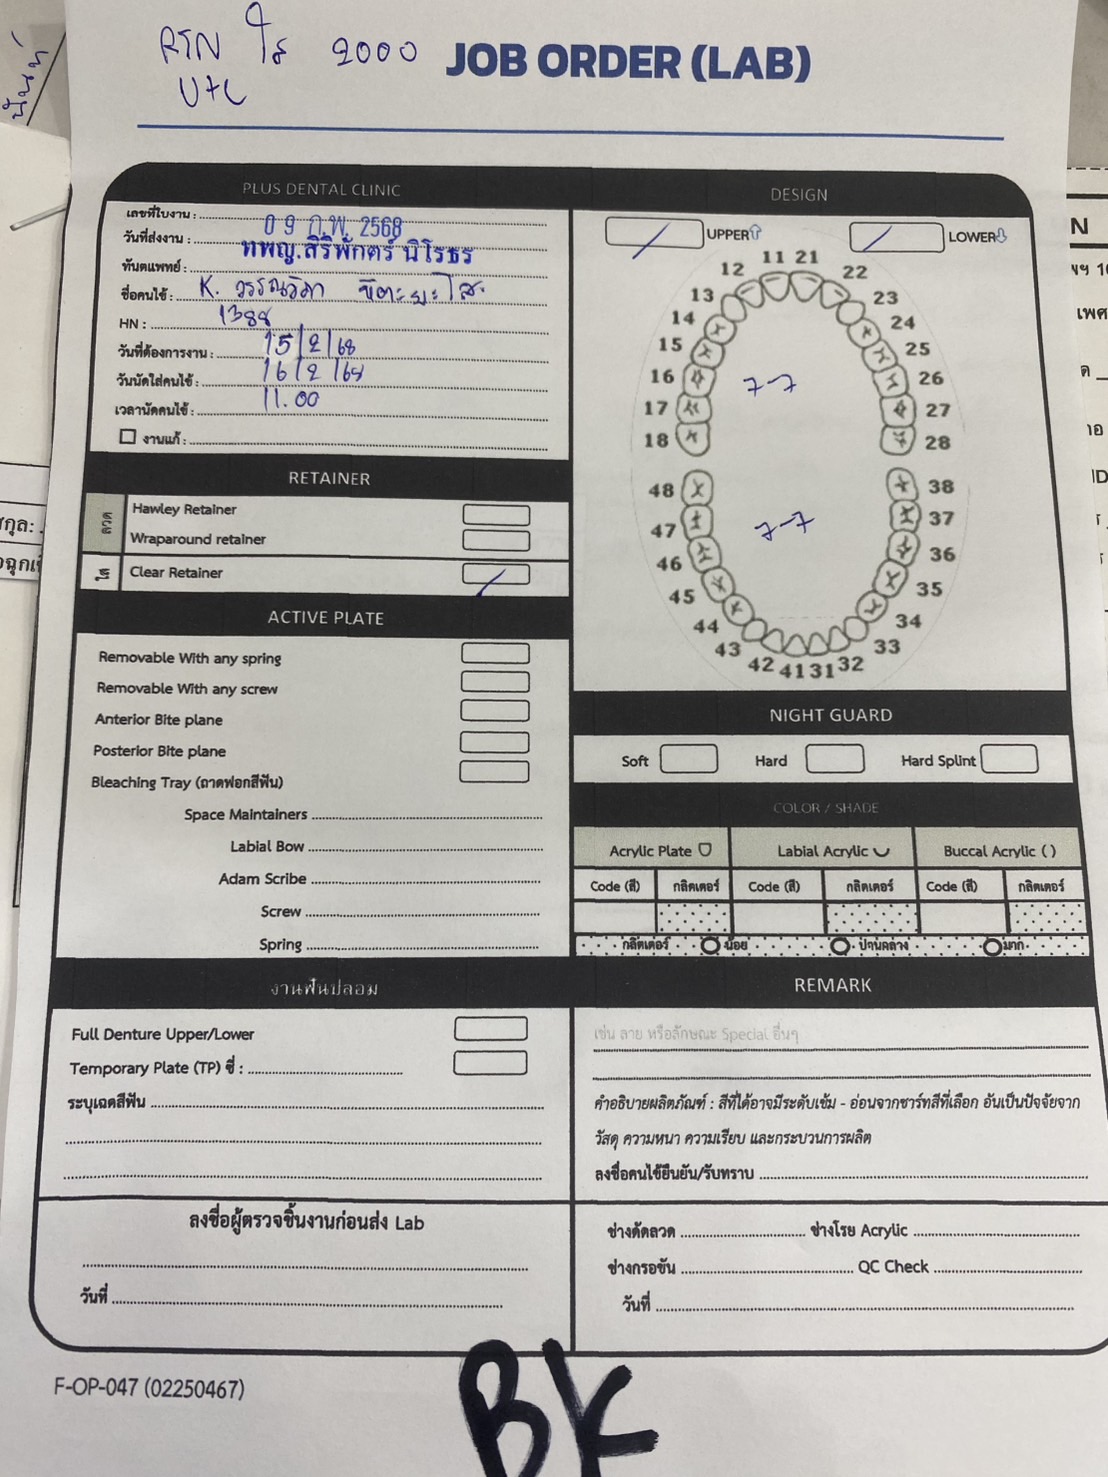 RTN ใส 2000
U+L
JOB ORDER (LAB)
PLUS DENTAL CLINIC
เลขที่ใบงาน :
วันที่ส่งงาน : 09 ก.พ. 2568
ทันตแพทย์ : ทพญ.สิริพักตร์ นิโรธร
ชื่อคนไข้ : K. วรรณวิภา
HN : 1388
วันที่ต้องการงาน : 15/2/68
วันนัดใส่คนไข้ : 16/2/68
เวลานัดคนไข้ : 11.00
งานแก้ :
RETAINER
ลวด
Hawley Retainer
Wraparound retainer
ใส
Clear Retainer
ACTIVE PLATE
Removable With any spring
Removable With any screw
Anterior Bite plane
Posterior Bite plane
Bleaching Tray (ถาดฟอกสีฟัน)
Space Maintainers
Labial Bow
Adam Scribe
Screw
Spring
งานฟันปลอม
Full Denture Upper/Lower
Temporary Plate (TP) ซี่ :
ระบุเฉดสีฟัน
ลงชื่อผู้ตรวจชิ้นงานก่อนส่ง Lab
วันที่
DESIGN
UPPER LOWER
11 21
12 22
13 23
14 24
15 25
16 7-7 26
17 27
18 28
48 38
47 7-7 37
46 36
45 35
44 34
43 33
42 41 31 32
NIGHT GUARD
Soft Hard Hard Splint
COLOR / SHADE
Acrylic Plate Labial Acrylic Buccal Acrylic ( )
Code (สี) กลิตเตอร์ Code (สี) กลิตเตอร์ Code (สี) กลิตเตอร์
กลิตเตอร์ น้อย ปานกลาง มาก
REMARK
เช่น ลาย หรือลักษณะ Special อื่นๆ
คำอธิบายผลิตภัณฑ์ : สีที่ได้อาจมีระดับเข้ม - อ่อนจากชาร์ทสีที่เลือก อันเป็นปัจจัยจาก
วัสดุ ความหนา ความเรียบ และกระบวนการผลิต
ลงชื่อคนไข้ยืนยัน/รับทราบ
ช่างดัดลวด ช่างโรย Acrylic
ช่างกรอขัน QC Check
วันที่
F-OP-047 (02250467)
BK